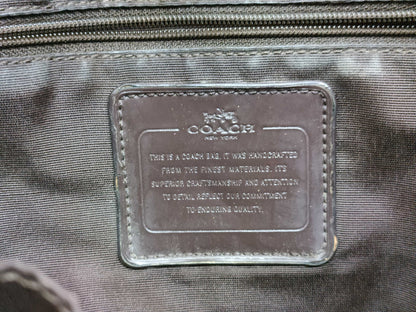 COACH
NEW YORK
THIS IS A COACH BAG. IT WAS HANDCRAFTED
FROM THE FINEST MATERIALS. ITS
SUPERIOR CRAFTSMANSHIP AND ATTENTION
TO DETAIL REFLECT OUR COMMITMENT
TO ENDURING QUALITY.